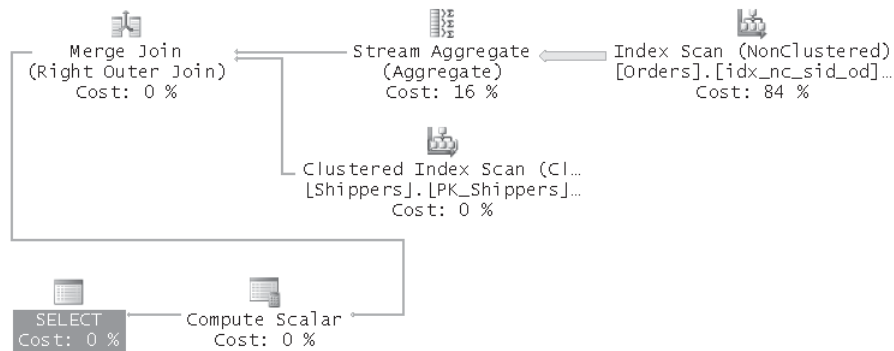 Merge Join
(Right Outer Join)
Cost: 0 %
Stream Aggregate
(Aggregate)
Cost: 16 %
Index Scan (NonClustered)
[Orders].[idx_nc_sid_od]…
Cost: 84 %
Clustered Index Scan (Cl…
[Shippers].[PK_Shippers]…
Cost: 0 %
SELECT
Cost: 0 %
Compute Scalar
Cost: 0 %